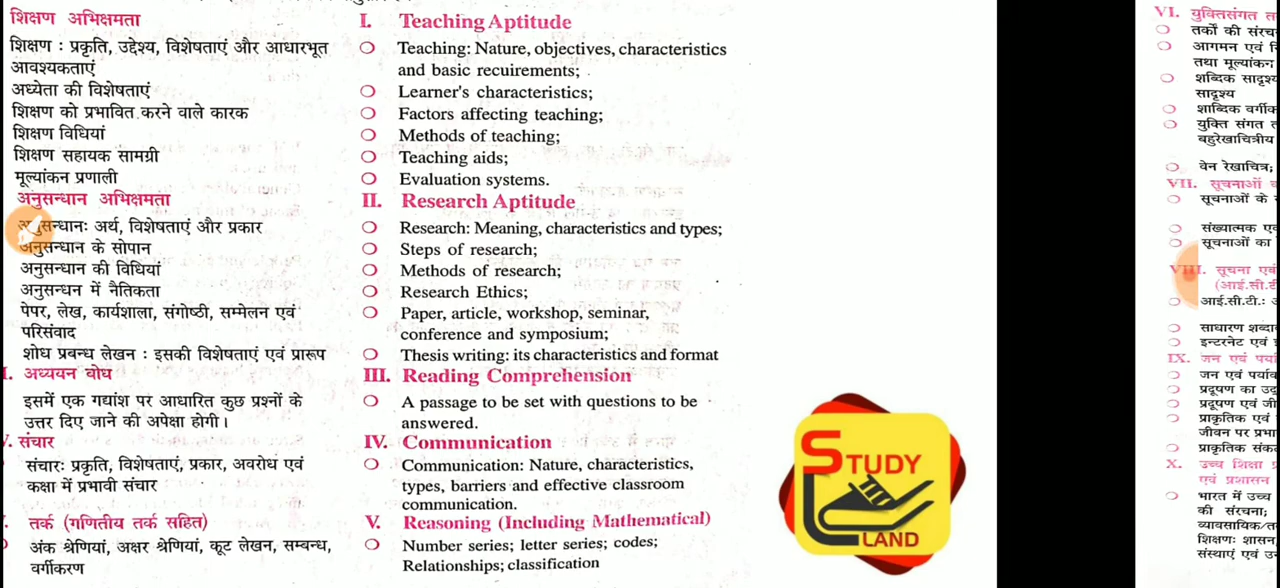 शिक्षण अभिक्षमता
शिक्षण : प्रकृति, उद्देश्य, विशेषताएं और आधारभूत
आवश्यकताएं
अध्येता की विशेषताएं
शिक्षण को प्रभावित करने वाले कारक
शिक्षण विधियां
शिक्षण सहायक सामग्री
मूल्यांकन प्रणाली
अनुसन्धान अभिक्षमता
अर्थ, विशेषताएं और प्रकार
अनुसन्धान के सोपान
अनुसन्धान की विधियां
अनुसन्धन में नैतिकता
पेपर, लेख, कार्यशाला, संगोष्ठी, सम्मेलन एवं
परिसंवाद
शोध प्रबन्ध लेखन : इसकी विशेषताएं एवं प्रारूप
अध्ययन वोध
इसमें एक गद्यांश पर आधारित कुछ प्रश्नों के
उत्तर दिए जाने की अपेक्षा होगी।
संचार
संचारः प्रकृति, विशेषताएं, प्रकार, अवरोध एवं
कक्षा में प्रभावी संचार
तर्क (गणितीय तर्क सहित)
अंक श्रेणियां, अक्षर श्रेणियां, कूट लेखन, सम्बन्ध,
वर्गीकरण
I. Teaching Aptitude
Teaching: Nature, objectives, characteristics
and basic recuirements;
Learner's characteristics;
Factors affecting teaching;
Methods of teaching;
Teaching aids;
Evaluation systems.
II. Research Aptitude
Research: Meaning, characteristics and types;
Steps of research;
Methods of research;
Research Ethics;
Paper, article, workshop, seminar,
conference and symposium;
Thesis writing: its characteristics and format
III. Reading Comprehension
A passage to be set with questions to be
answered.
IV. Communication
Communication: Nature, characteristics,
types, barriers and effective classroom
communication.
V. Reasoning (Including Mathematical)
Number series; letter series; codes;
Relationships; classification
STUDY
LAND
VI. युक्तिसंगत
तर्कों की
आगमन एवं
तथा मूल्यांकन;
शब्दिक
सादृश्य
शाब्दिक
युक्ति संगत
बहुरेखाचित्रीय
वेन रेखाचित्र;
VII. सूचनाओं
सूचनाओं के
संख्यात्मक
सूचनाओं का
VIII. सूचना एवं
आई.सी.टी.:
साधारण
इन्टरनेट एवं
IX. जन एवं
जन एवं
प्रदूषण का
प्रदूषण एवं
प्राकृतिक एवं
जीवन पर
प्राकृतिक
X. उच्च शिक्षा
एवं प्रशासन
भारत में उच्च
की संरचना;
शिक्षणः
संस्थाएं एवं